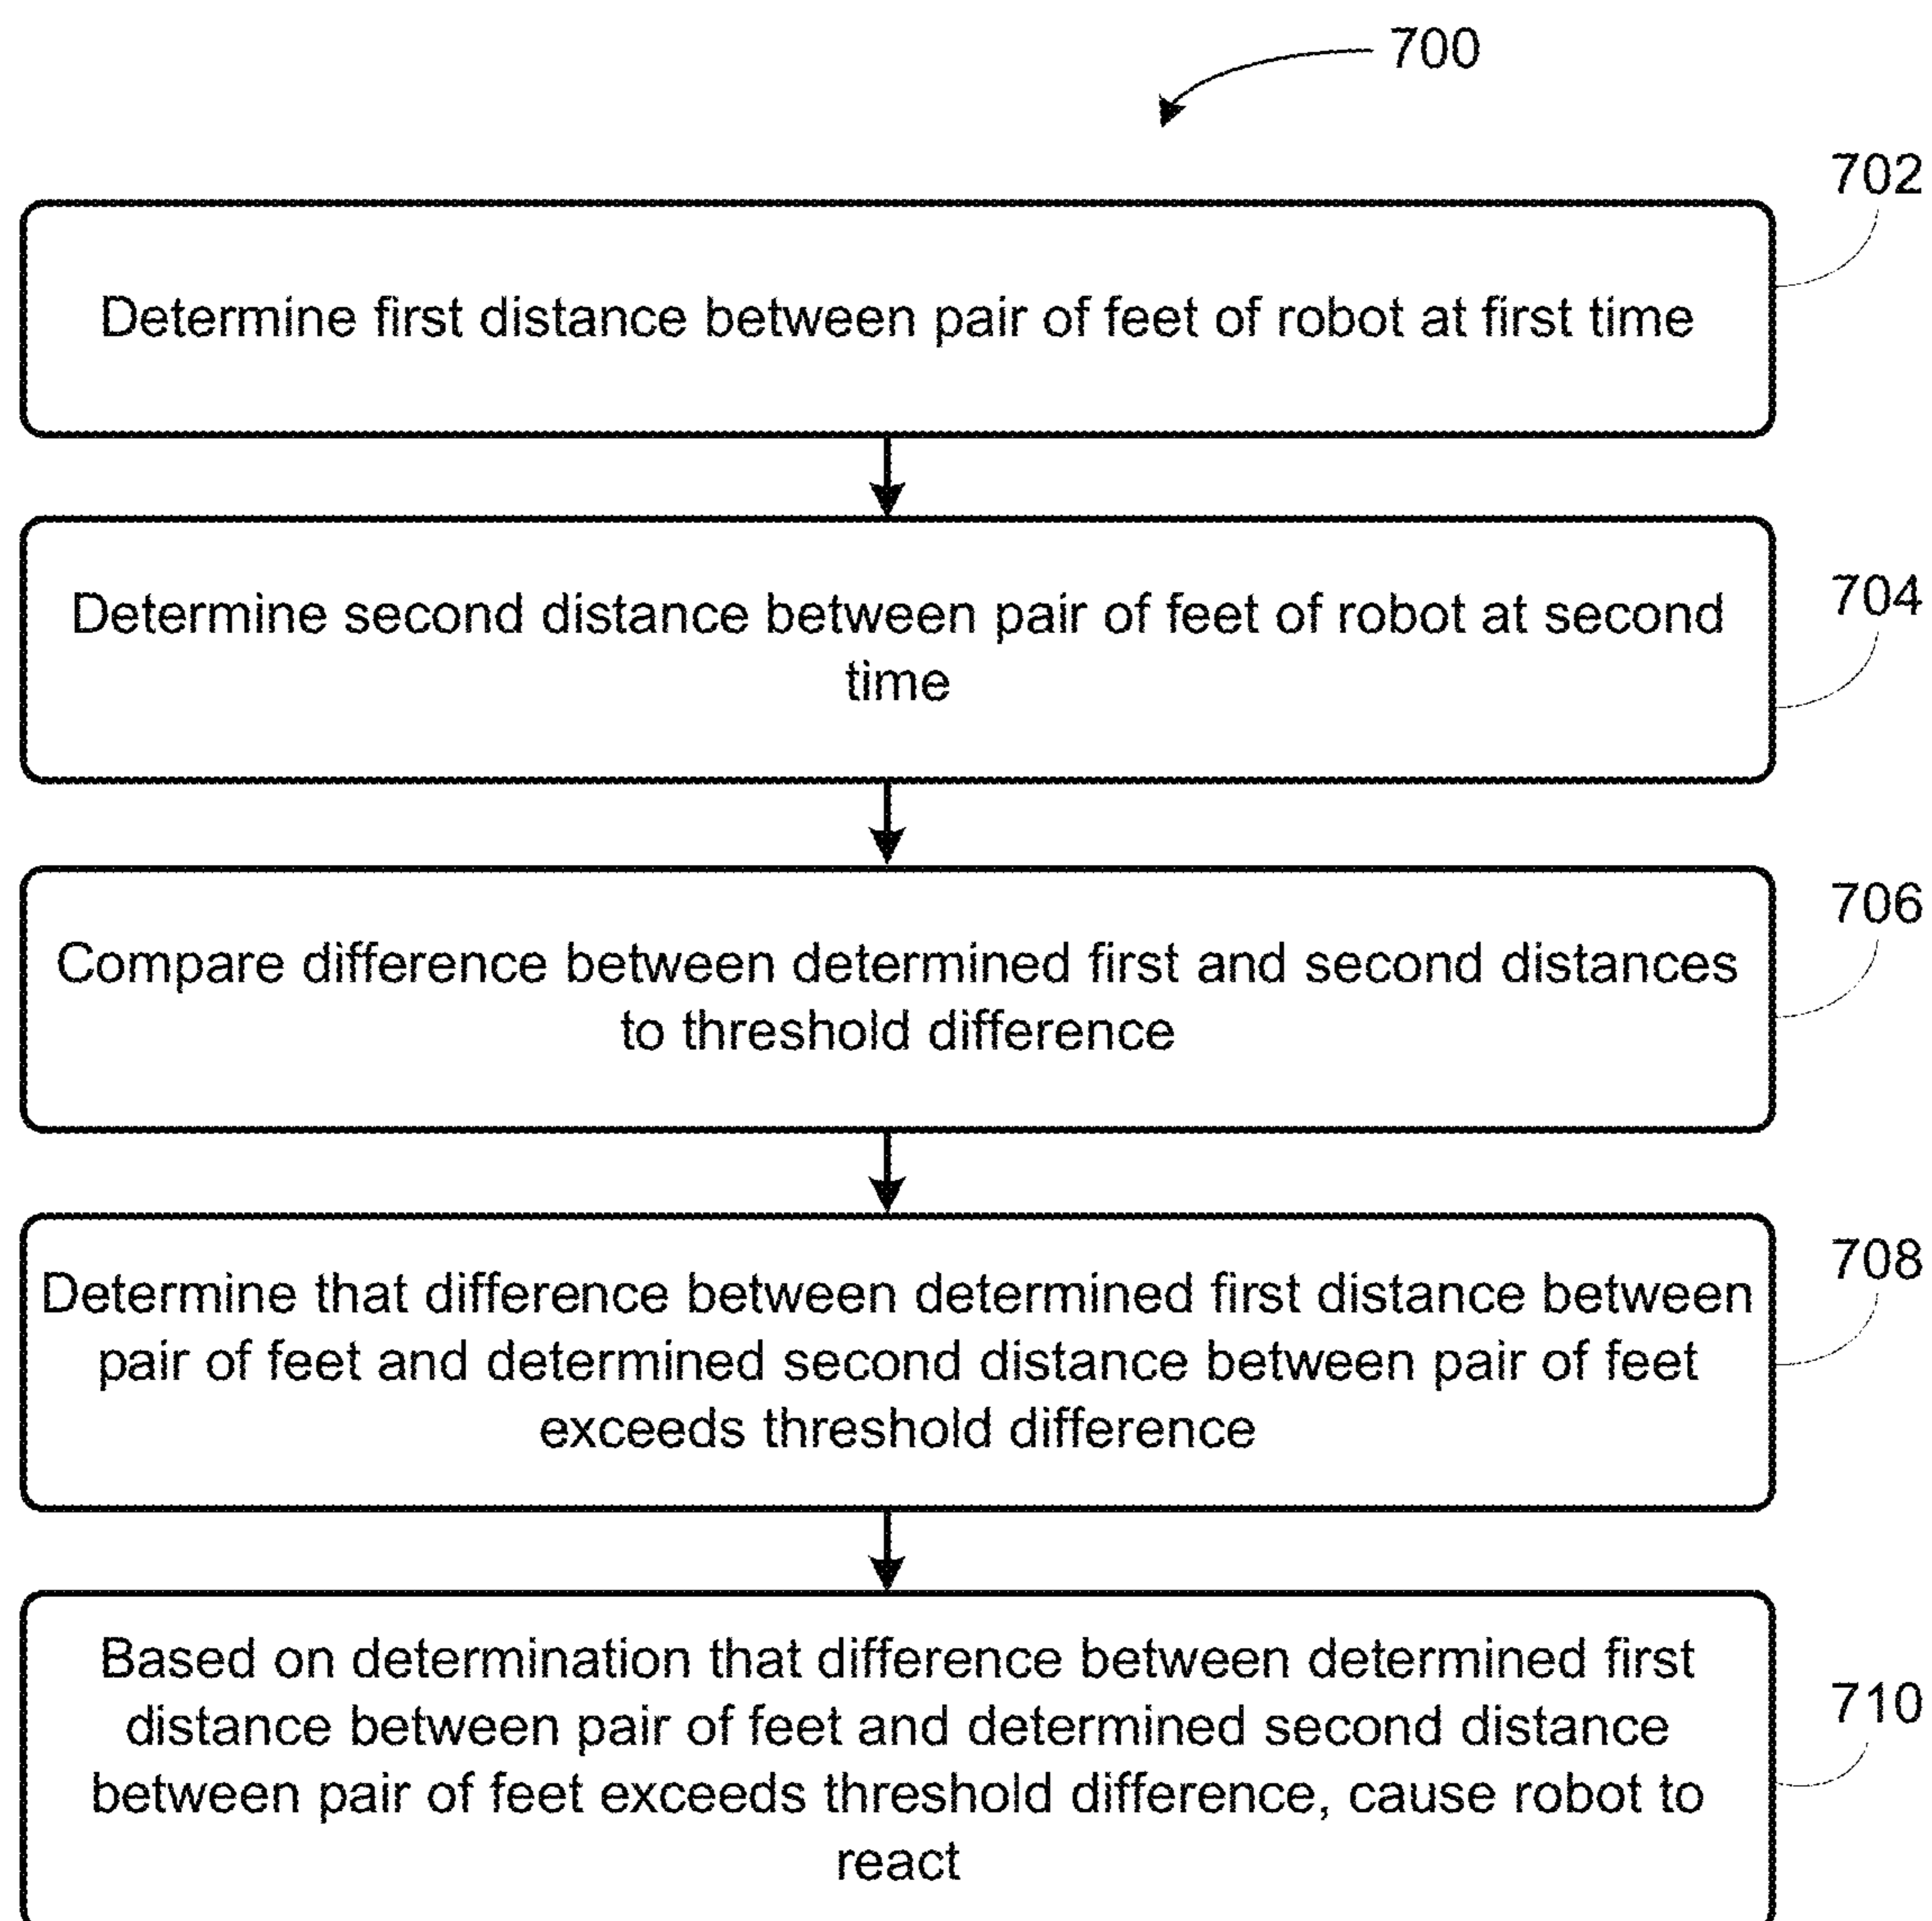 700
702
Determine first distance between pair of feet of robot at first time
704
Determine second distance between pair of feet of robot at second
time
706
Compare difference between determined first and second distances
to threshold difference
708
Determine that difference between determined first distance between
pair of feet and determined second distance between pair of feet
exceeds threshold difference
710
Based on determination that difference between determined first
distance between pair of feet and determined second distance
between pair of feet exceeds threshold difference, cause robot to
react